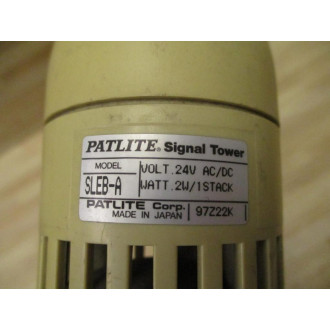 PATLITE® Signal Tower
MODEL SLEB-A
VOLT.24V AC/DC
WATT.2W/1STACK
PATLITE Corp.
MADE IN JAPAN
97Z22K